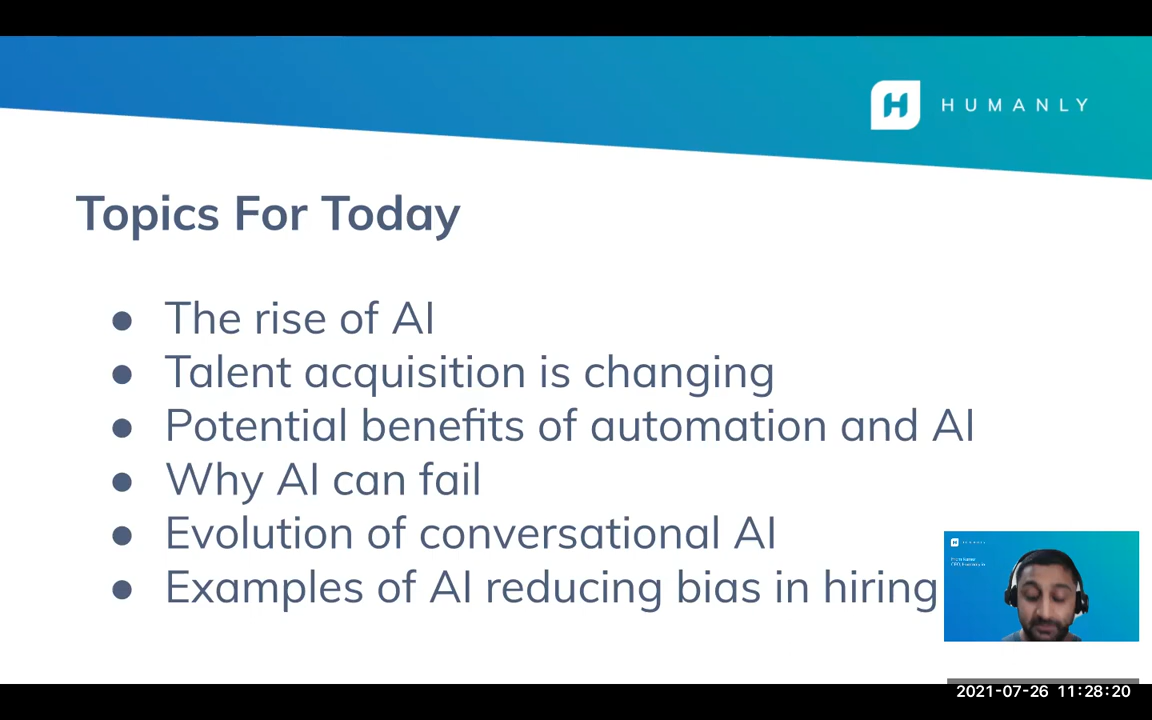 HUMANLY
Topics For Today
● The rise of AI
● Talent acquisition is changing
● Potential benefits of automation and AI
● Why AI can fail
● Evolution of conversational AI
● Examples of AI reducing bias in hiring
2021-07-26 11:28:20